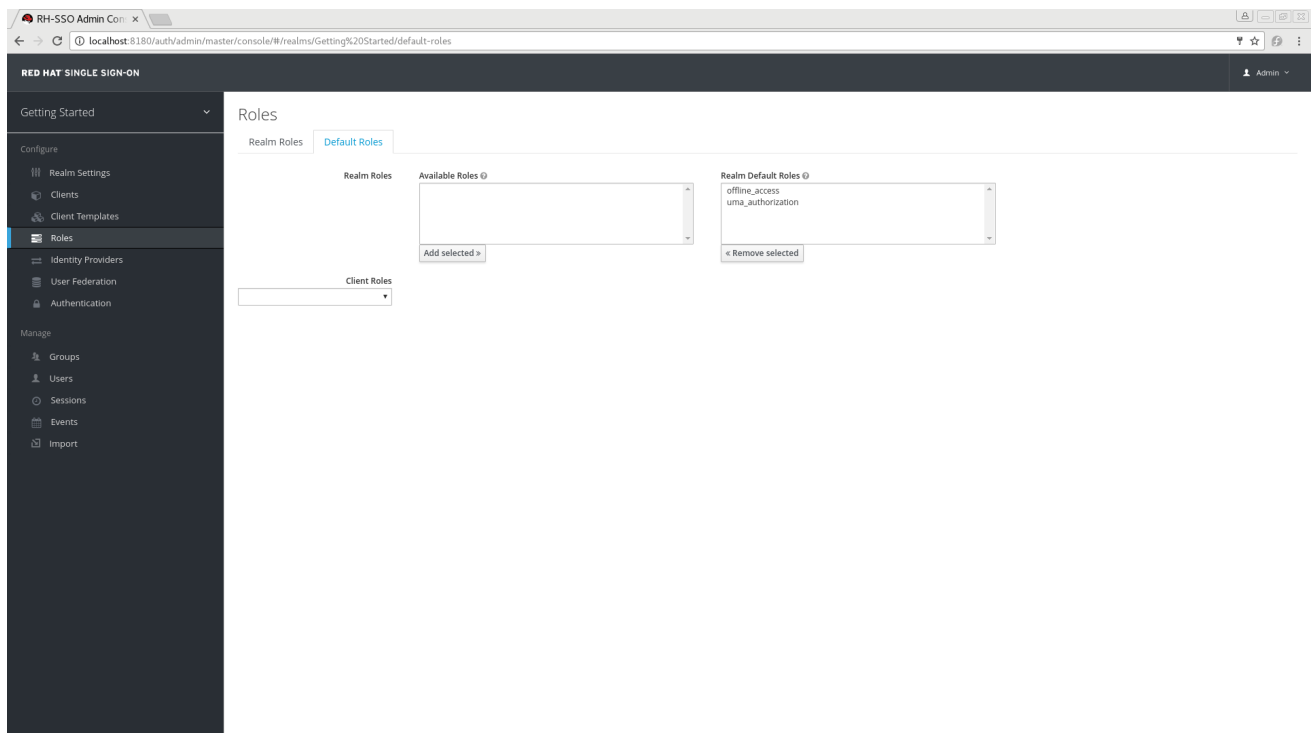 RH-SSO Admin Con
localhost:8180/auth/admin/master/console/#/realms/Getting%20Started/default-roles
RED HAT SINGLE SIGN-ON
Admin
Getting Started
Configure
Realm Settings
Clients
Client Templates
Roles
Identity Providers
User Federation
Authentication
Manage
Groups
Users
Sessions
Events
Import
Roles
Realm Roles Default Roles
Realm Roles
Available Roles
Add selected »
Realm Default Roles
offline_access
uma_authorization
« Remove selected
Client Roles